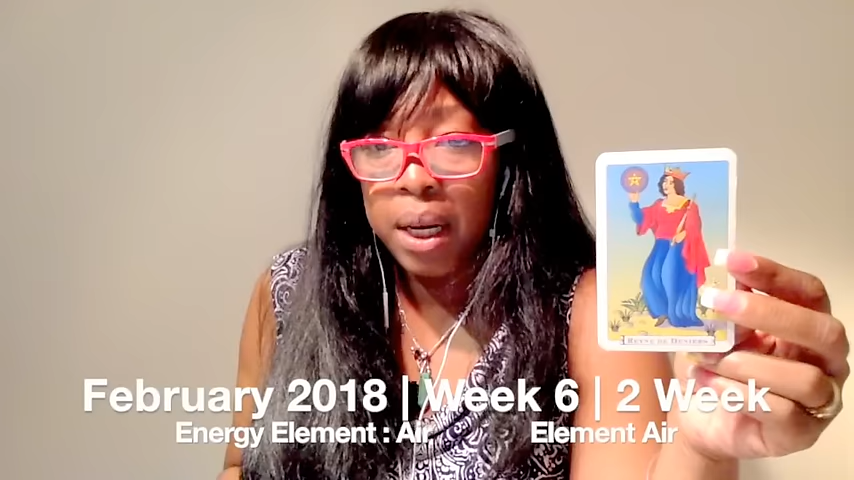 REYNE DE DENIERS
February 2018 | Week 6 | 2 Week
Energy Element : Air
Element Air